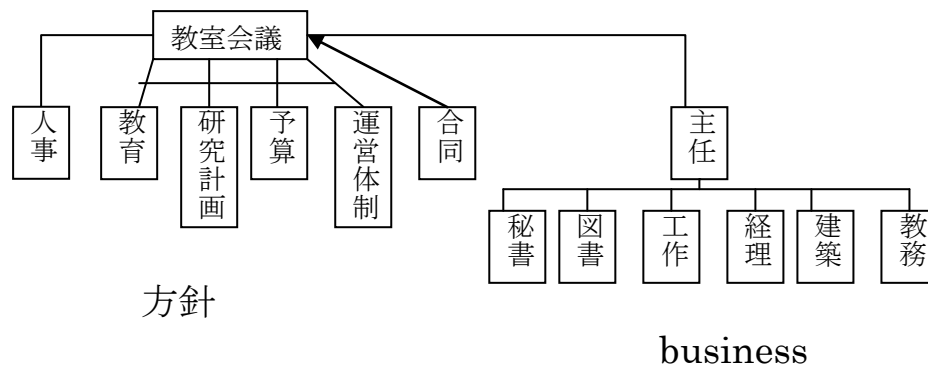 教室会議
人事
教育
研究計画
予算
運営体制
合同
主任
秘書
図書
工作
経理
建築
教務
方針
business